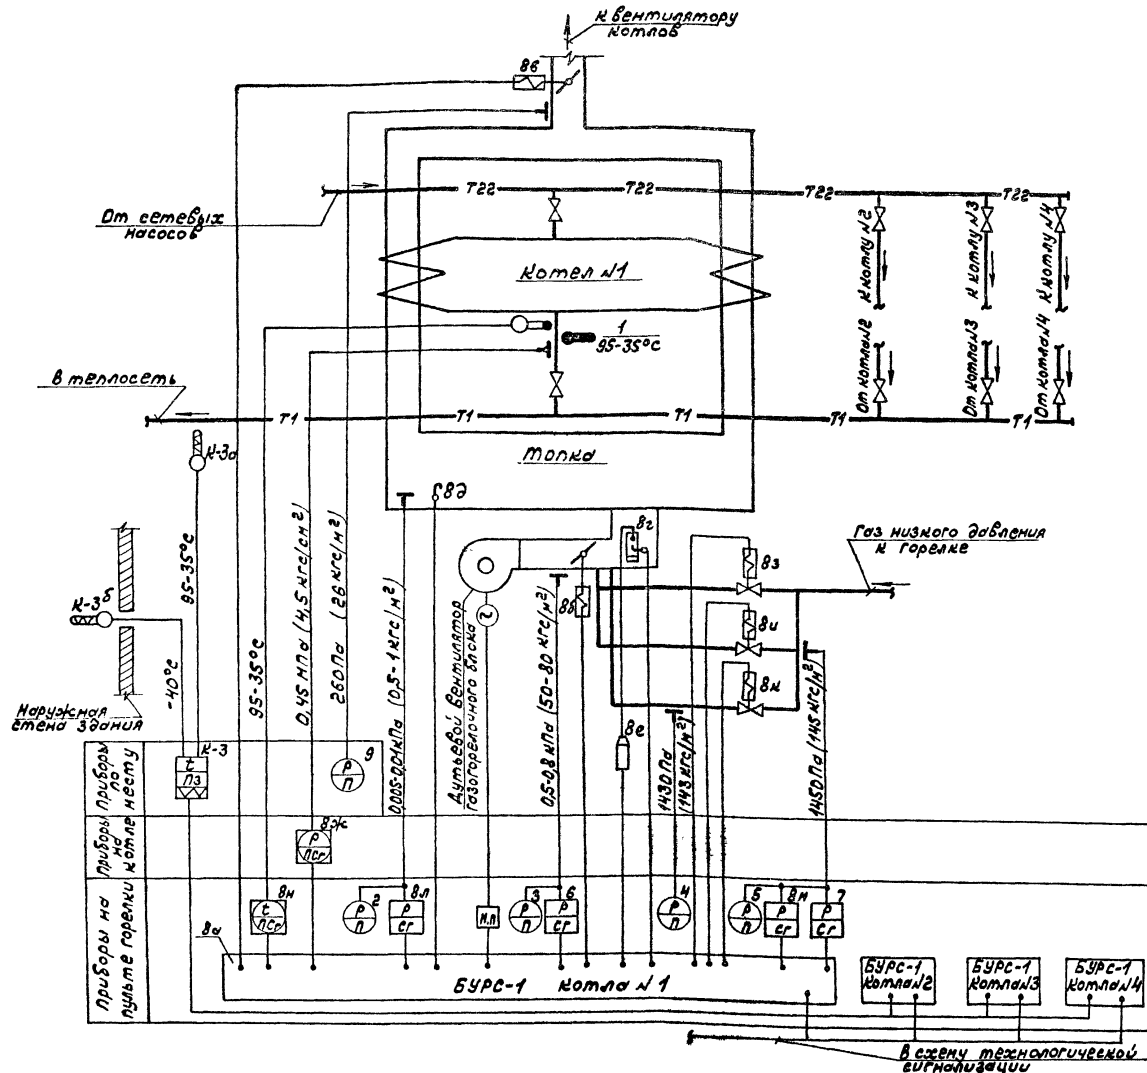 к вентилятору
котлов
8в
Т22
Т22
Т22
Т22
От сетевых
насосов
Котел №1
К котлу №2
К котлу №3
К котлу №4
1
95-35°С
От котла №2
От котла №3
От котла №4
В теплосеть
Т1
Т1
Т1
Т1
Т1
К-3а
Топка
8д
8г
Газ низкого давления
к горелке
8з
8б
8и
8к
8е
К-3б
95-35°С
-40°С
95-35°С
0,45 мПа (4,5 кгс/см²)
260 Па (26 кгс/м²)
0,005-0,01 кПа (0,5-1 кгс/м²)
Дутьевой вентилятор
газогорелочного блока
0,5-0,8 кПа (50-80 кгс/м²)
1430 Па
(143 кгс/м²)
1450 Па (145 кгс/м²)
Наружная
стена здания
Приборы
по
месту
К-3
t
ПЗ
9
Р
П
Приборы
на
котле
8ж
Р
ПСг
Приборы на
пульте горелки
8а
8н
t
ПСг
2
Р
П
8л
Р
Сг
М.П
3
Р
П
6
Р
Сг
4
Р
П
5
Р
П
8м
Р
Сг
7
Р
Сг
БУРС-1 Котла №1
БУРС-1
Котла №2
БУРС-1
Котла №3
БУРС-1
Котла №4
В схему технологической
сигнализации